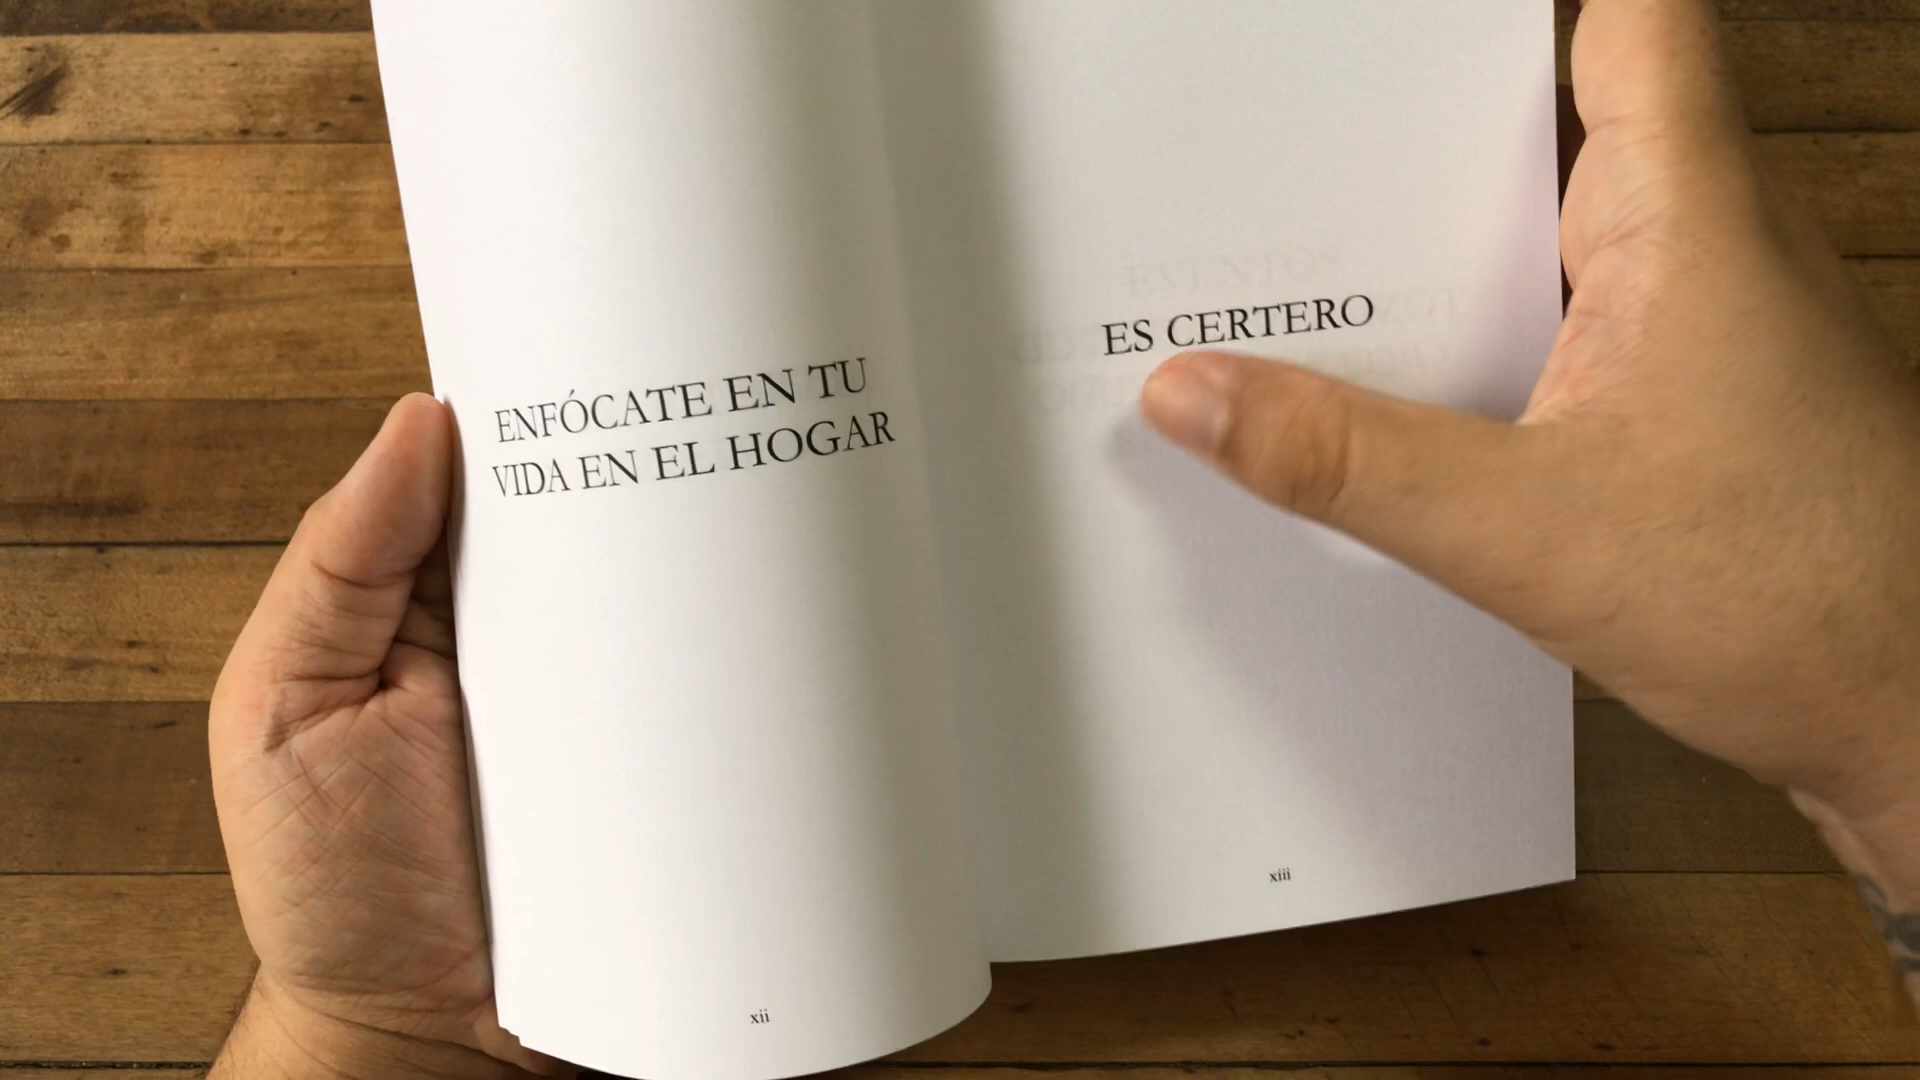 ENFÓCATE EN TU
VIDA EN EL HOGAR
xii
ES CERTERO
xiii